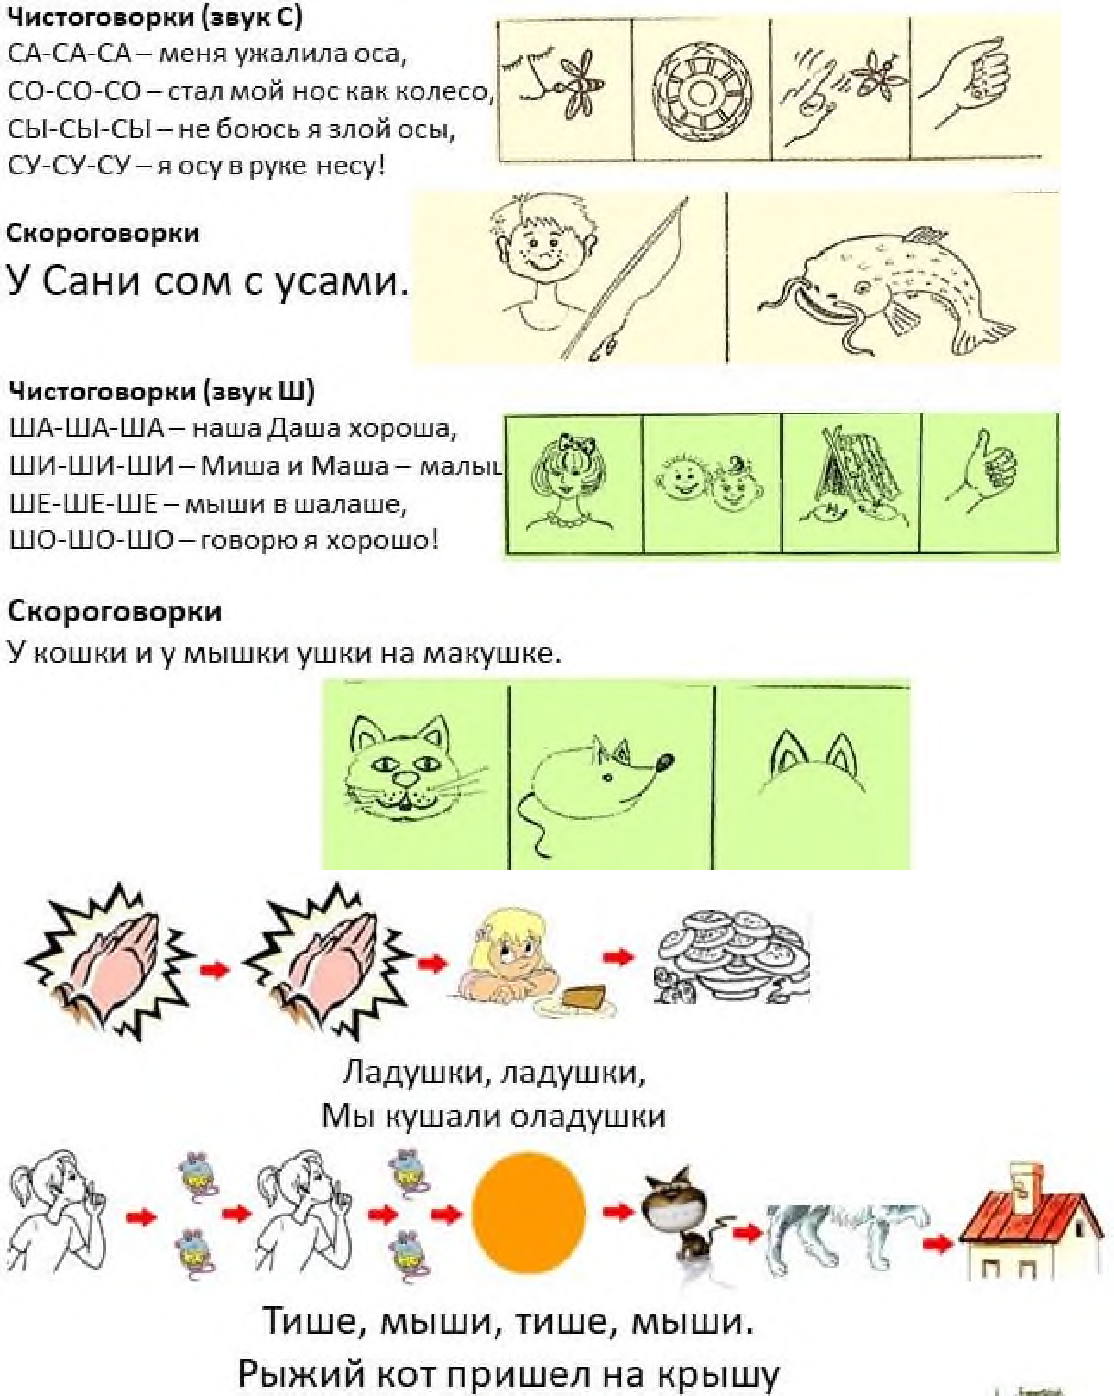 Чистоговорки (звук С)
СА-СА-СА – меня ужалила оса,
СО-СО-СО – стал мой нос как колесо,
СЫ-СЫ-СЫ – не боюсь я злой осы,
СУ-СУ-СУ – я осу в руке несу!
Скороговорки
У Сани сом с усами.
Чистоговорки (звук Ш)
ША-ША-ША – наша Даша хороша,
ШИ-ШИ-ШИ – Миша и Маша –
ШЕ-ШЕ-ШЕ – мыши в шалаше,
ШО-ШО-ШО – говорю я хорошо!
Скороговорки
У кошки и у мышки ушки на макушке.
Ладушки, ладушки,
Мы кушали оладушки
Тише, мыши, тише, мыши.
Рыжий кот пришел на крышу